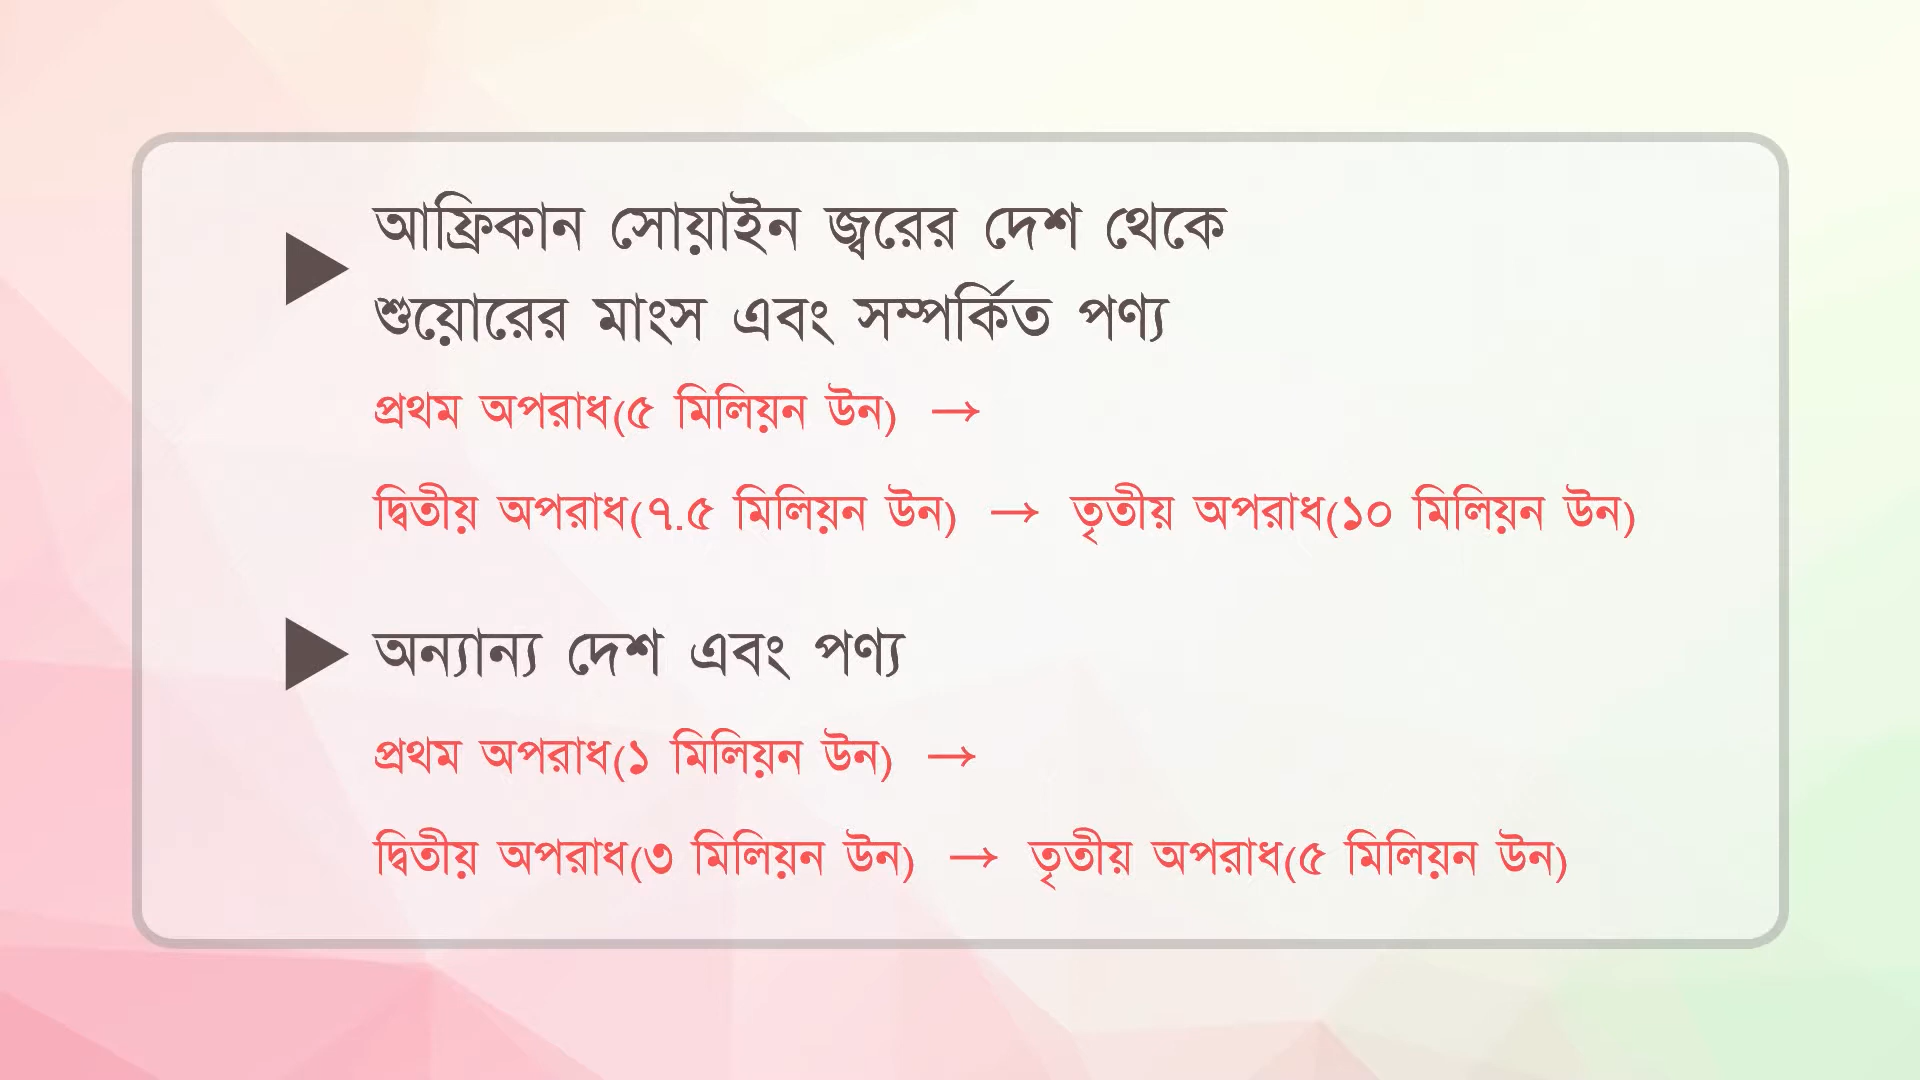 আফ্রিকান সোয়াইন জ্বরের দেশ থেকে
শুয়োরের মাংস এবং সম্পর্কিত পণ্য
প্রথম অপরাধ(৫ মিলিয়ন উন) →
দ্বিতীয় অপরাধ(৭.৫ মিলিয়ন উন) → তৃতীয় অপরাধ(১০ মিলিয়ন উন)
অন্যান্য দেশ এবং পণ্য
প্রথম অপরাধ(১ মিলিয়ন উন) →
দ্বিতীয় অপরাধ(৩ মিলিয়ন উন) → তৃতীয় অপরাধ(৫ মিলিয়ন উন)